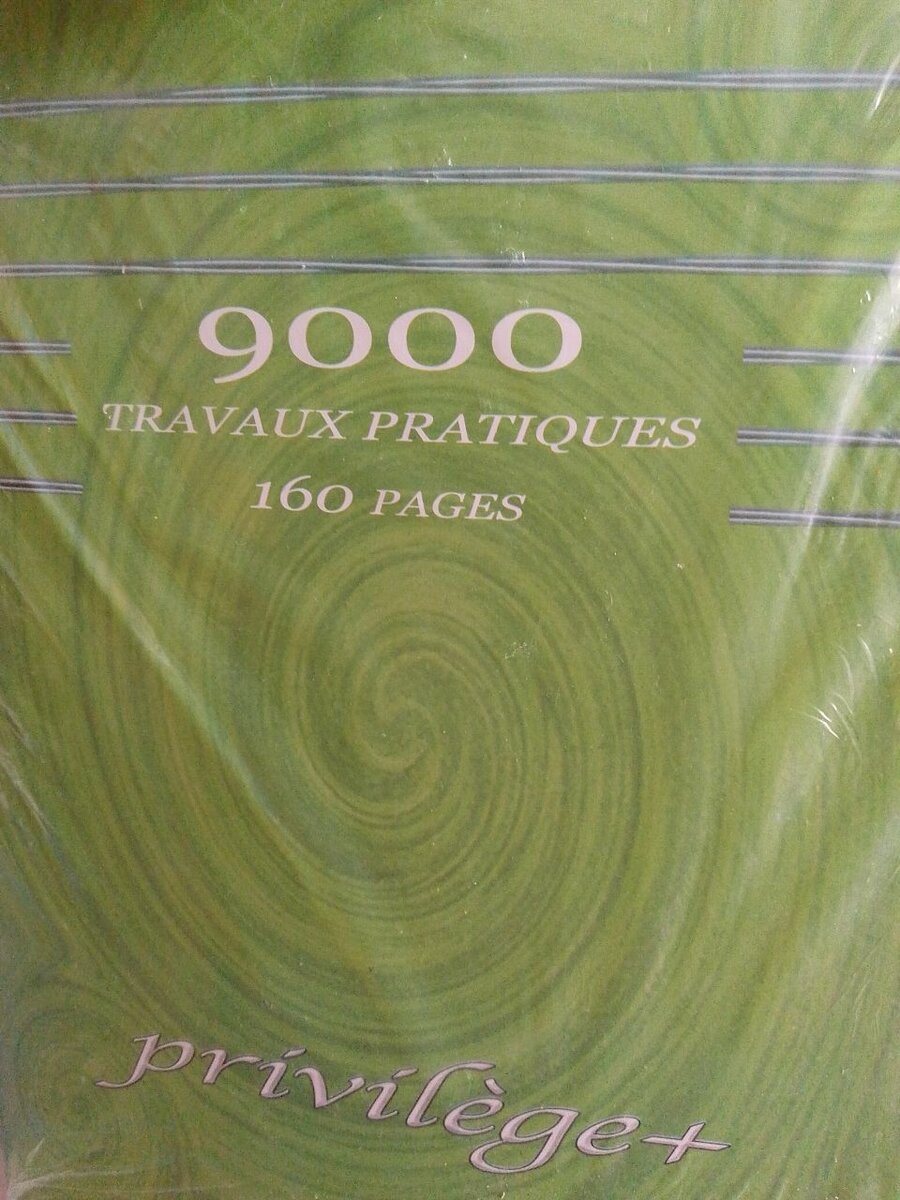 9000
TRAVAUX PRATIQUES
160 PAGES
privilège+